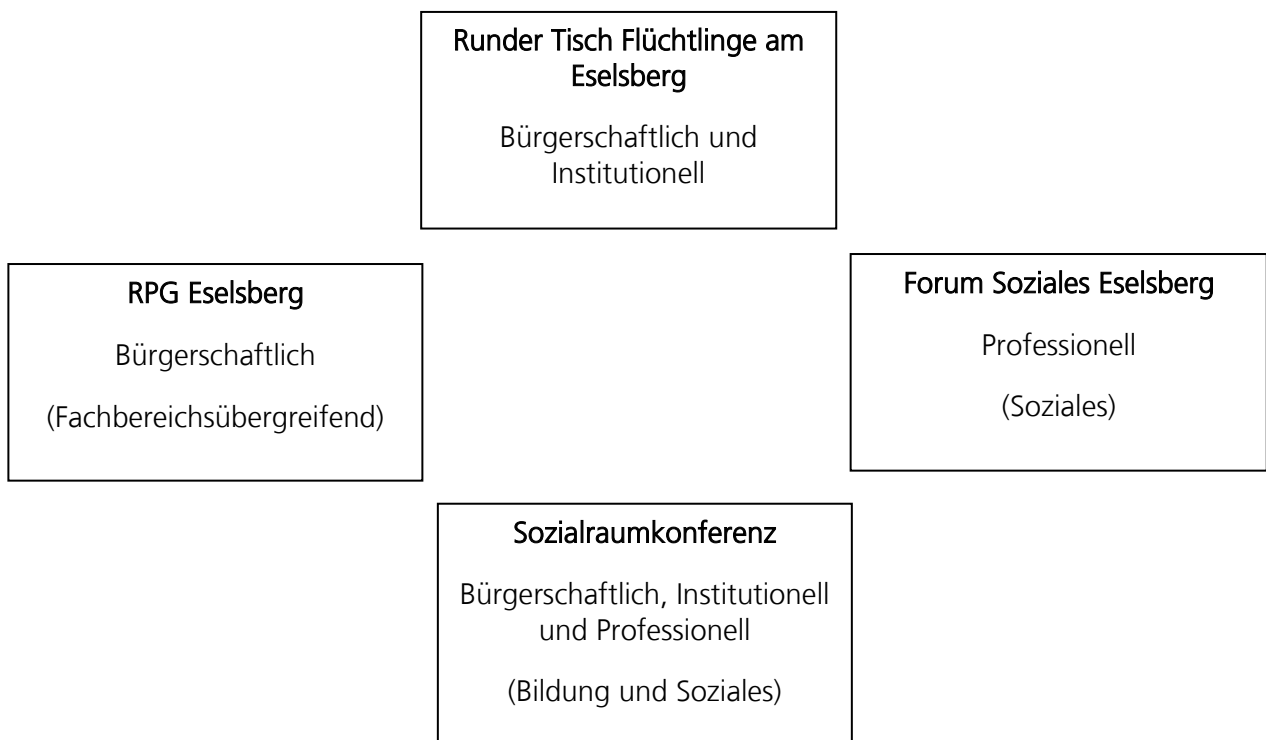 Runder Tisch Flüchtlinge am
Eselsberg
Bürgerschaftlich und
Institutionell
RPG Eselsberg
Bürgerschaftlich
(Fachbereichsübergreifend)
Forum Soziales Eselsberg
Professionell
(Soziales)
Sozialraumkonferenz
Bürgerschaftlich, Institutionell
und Professionell
(Bildung und Soziales)